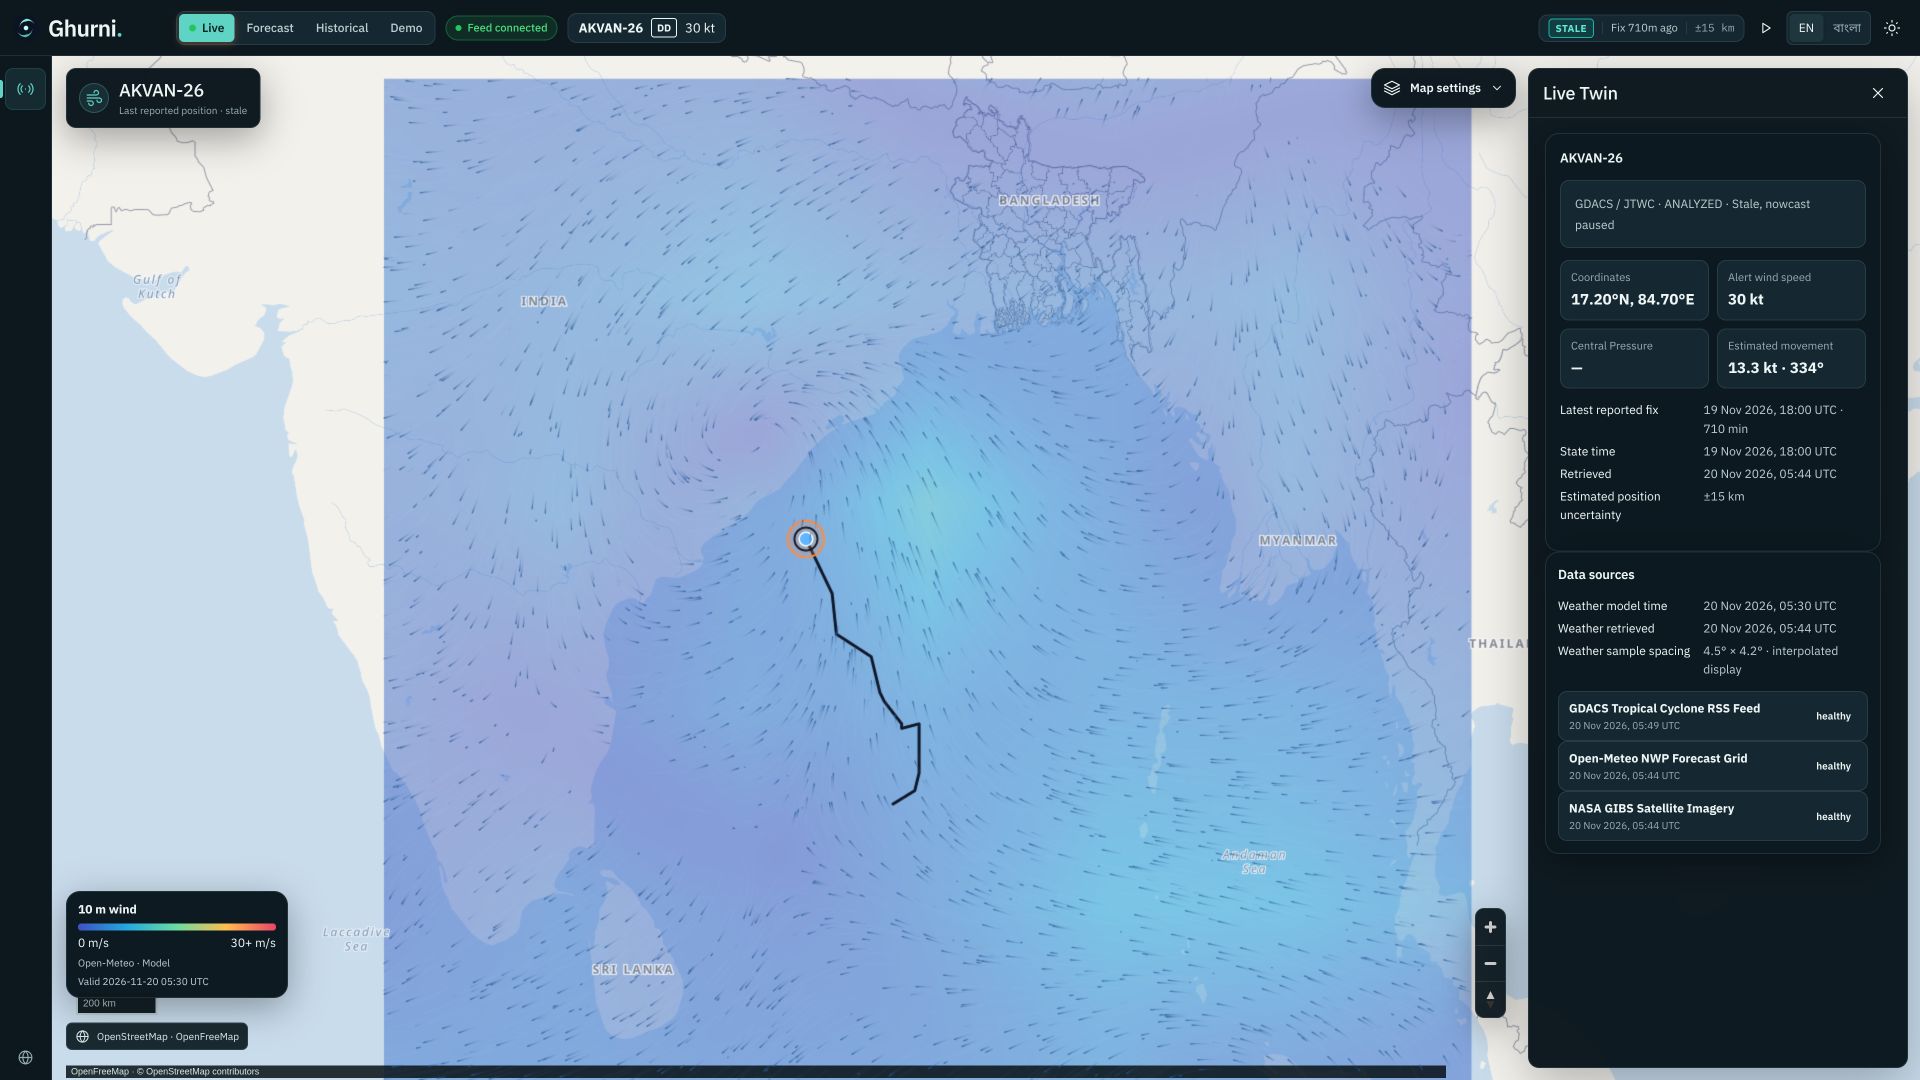 Ghurni.
Live
Forecast
Historical
Demo
Feed connected
AKVAN-26 DD 30 kt
STALE
Fix 710m ago
±15 km
EN
বাংলা
AKVAN-26
Last reported position · stale
Map settings
Gulf of
Kutch
INDIA
BANGLADESH
MYANMAR
THAILAN
Andaman
Sea
Laccadive
Sea
SRI LANKA
10 m wind
0 m/s 30+ m/s
Open-Meteo · Model
Valid 2026-11-20 05:30 UTC
200 km
OpenStreetMap · OpenFreeMap
OpenFreeMap · © OpenStreetMap contributors
Live Twin
AKVAN-26
GDACS / JTWC · ANALYZED · Stale, nowcast
paused
Coordinates
17.20°N, 84.70°E
Alert wind speed
30 kt
Central Pressure
—
Estimated movement
13.3 kt · 334°
Latest reported fix 19 Nov 2026, 18:00 UTC ·
710 min
State time 19 Nov 2026, 18:00 UTC
Retrieved 20 Nov 2026, 05:44 UTC
Estimated position ±15 km
uncertainty
Data sources
Weather model time 20 Nov 2026, 05:30 UTC
Weather retrieved 20 Nov 2026, 05:44 UTC
Weather sample spacing 4.5° × 4.2° · interpolated
display
GDACS Tropical Cyclone RSS Feed
20 Nov 2026, 05:49 UTC
healthy
Open-Meteo NWP Forecast Grid
20 Nov 2026, 05:44 UTC
healthy
NASA GIBS Satellite Imagery
20 Nov 2026, 05:44 UTC
healthy